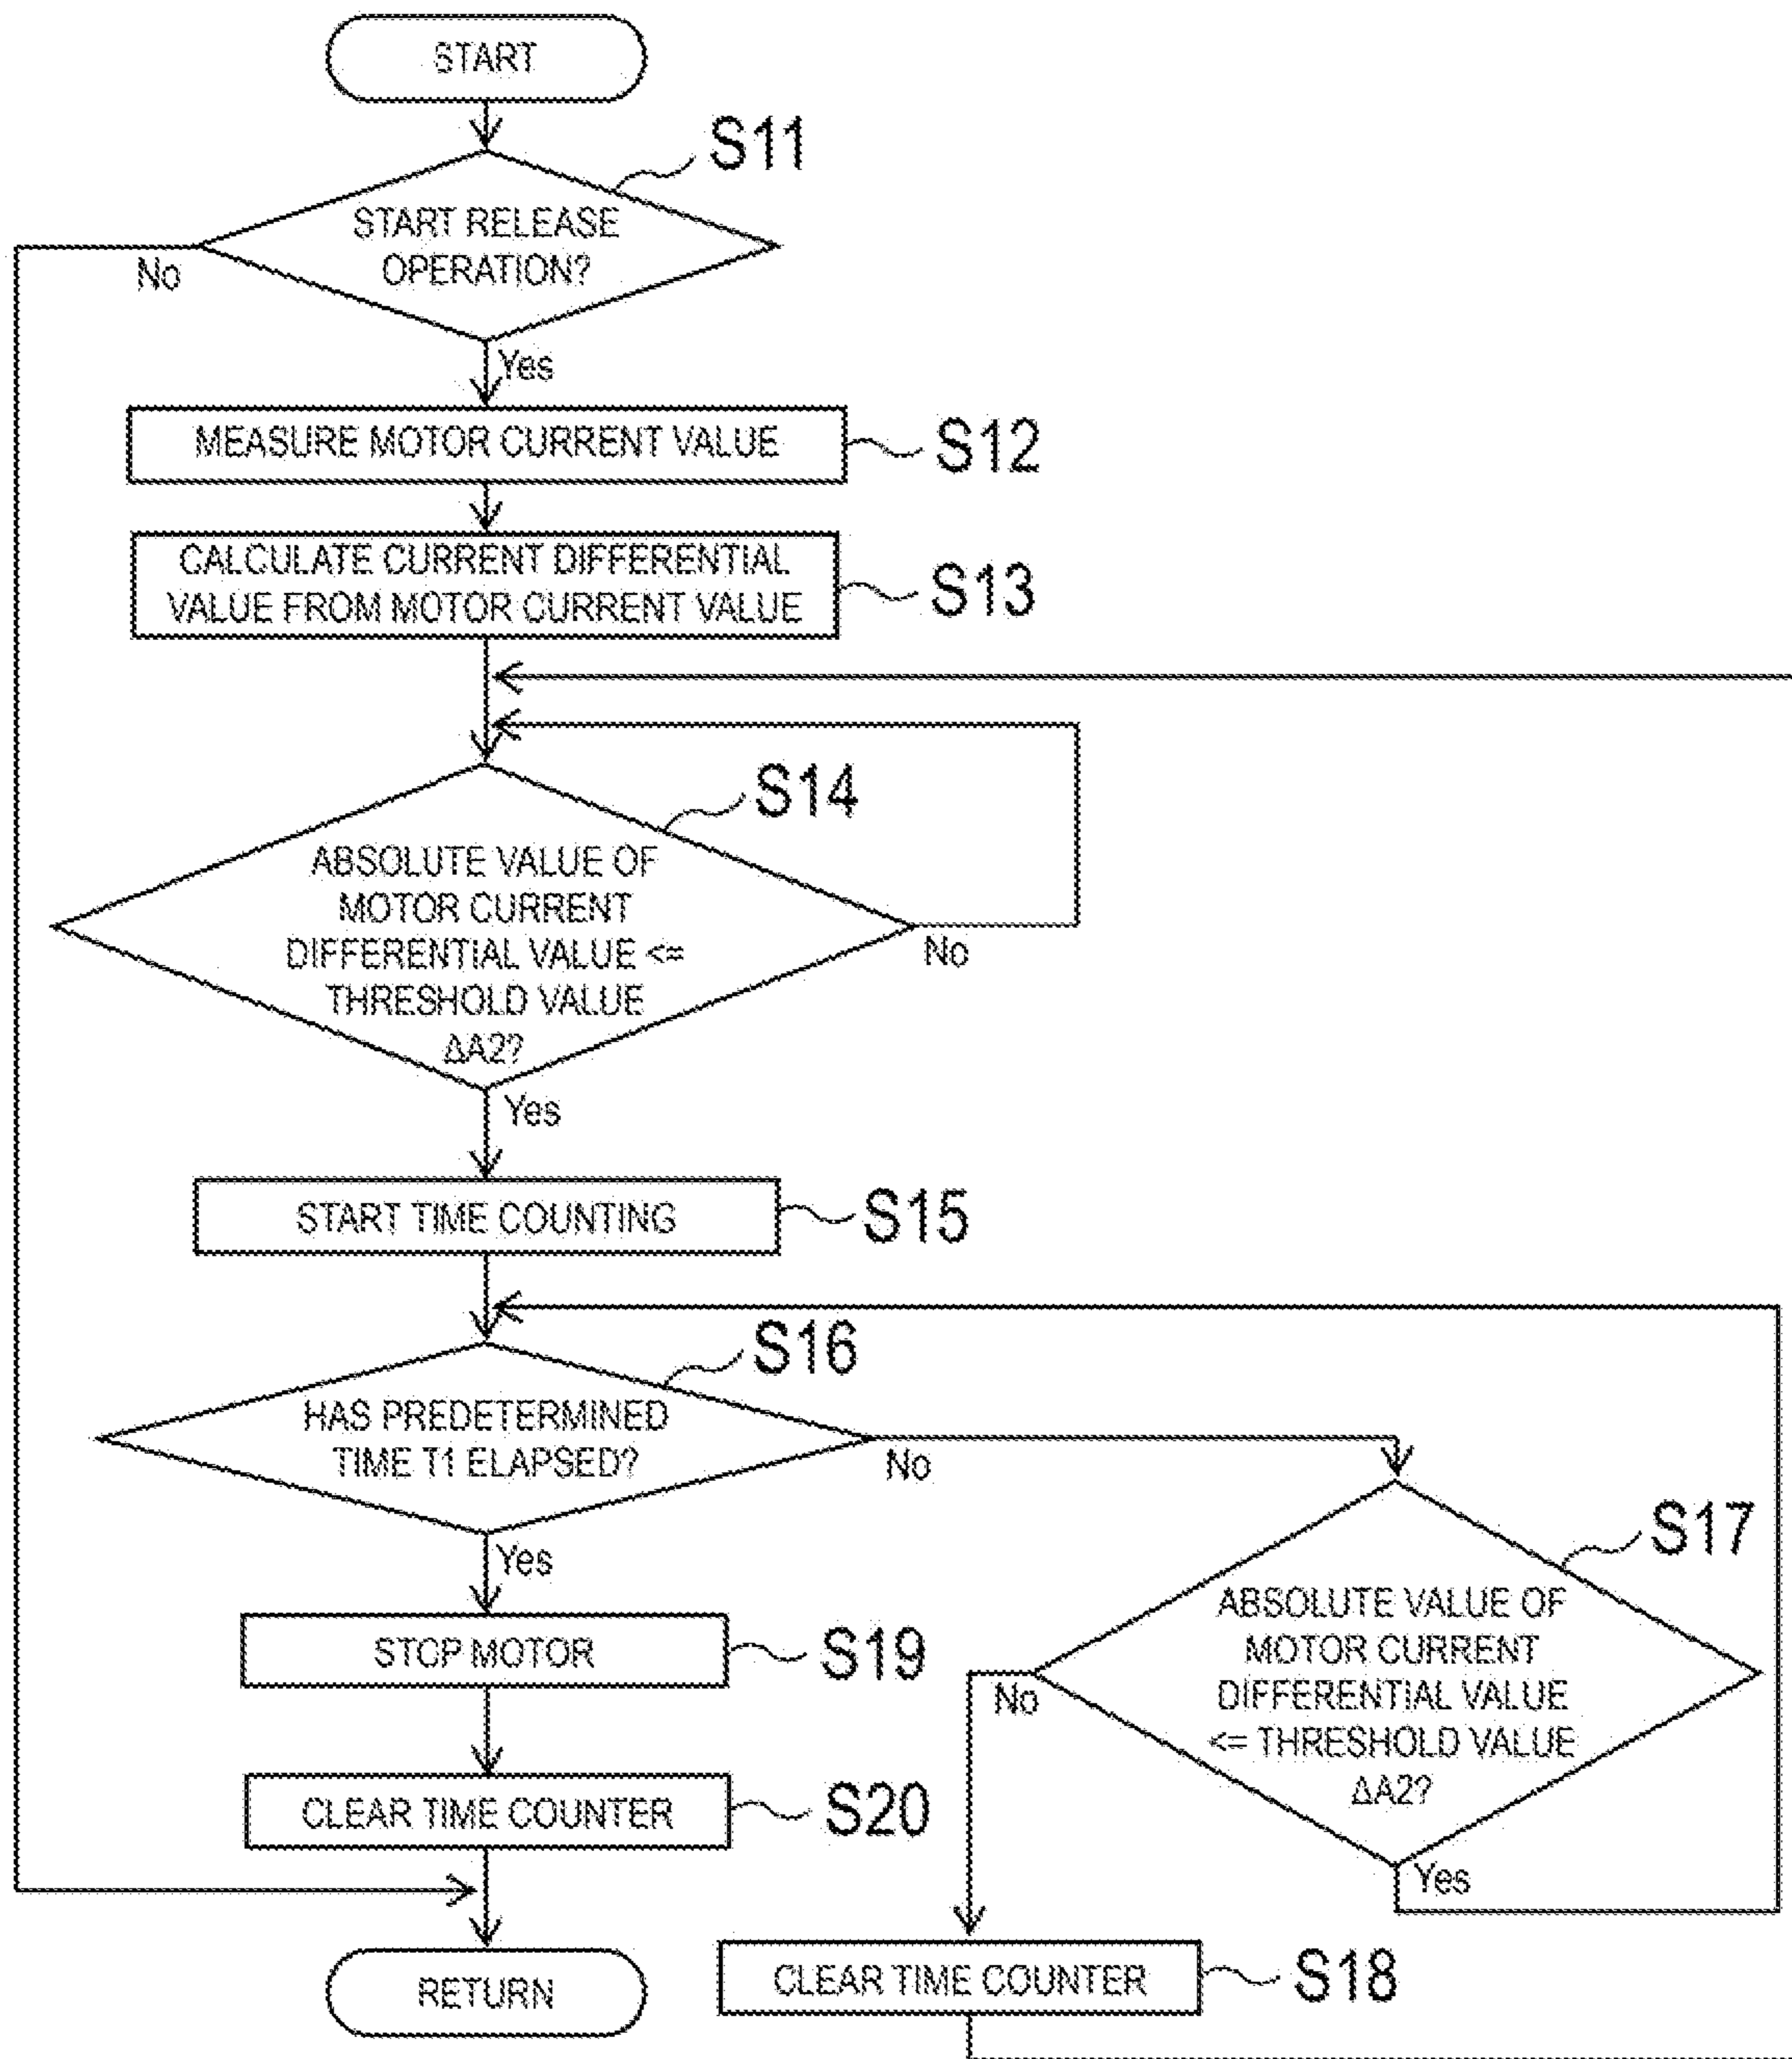 START
S11
START RELEASE
OPERATION?
No
Yes
MEASURE MOTOR CURRENT VALUE
S12
CALCULATE CURRENT DIFFERENTIAL
VALUE FROM MOTOR CURRENT VALUE
S13
S14
ABSOLUTE VALUE OF
MOTOR CURRENT
DIFFERENTIAL VALUE <=
THRESHOLD VALUE
ΔA2?
No
Yes
START TIME COUNTING
S15
S16
HAS PREDETERMINED
TIME T1 ELAPSED?
No
Yes
S17
ABSOLUTE VALUE OF
MOTOR CURRENT
DIFFERENTIAL VALUE
<= THRESHOLD VALUE
ΔA2?
No
Yes
STOP MOTOR
S19
CLEAR TIME COUNTER
S20
RETURN
CLEAR TIME COUNTER
S18